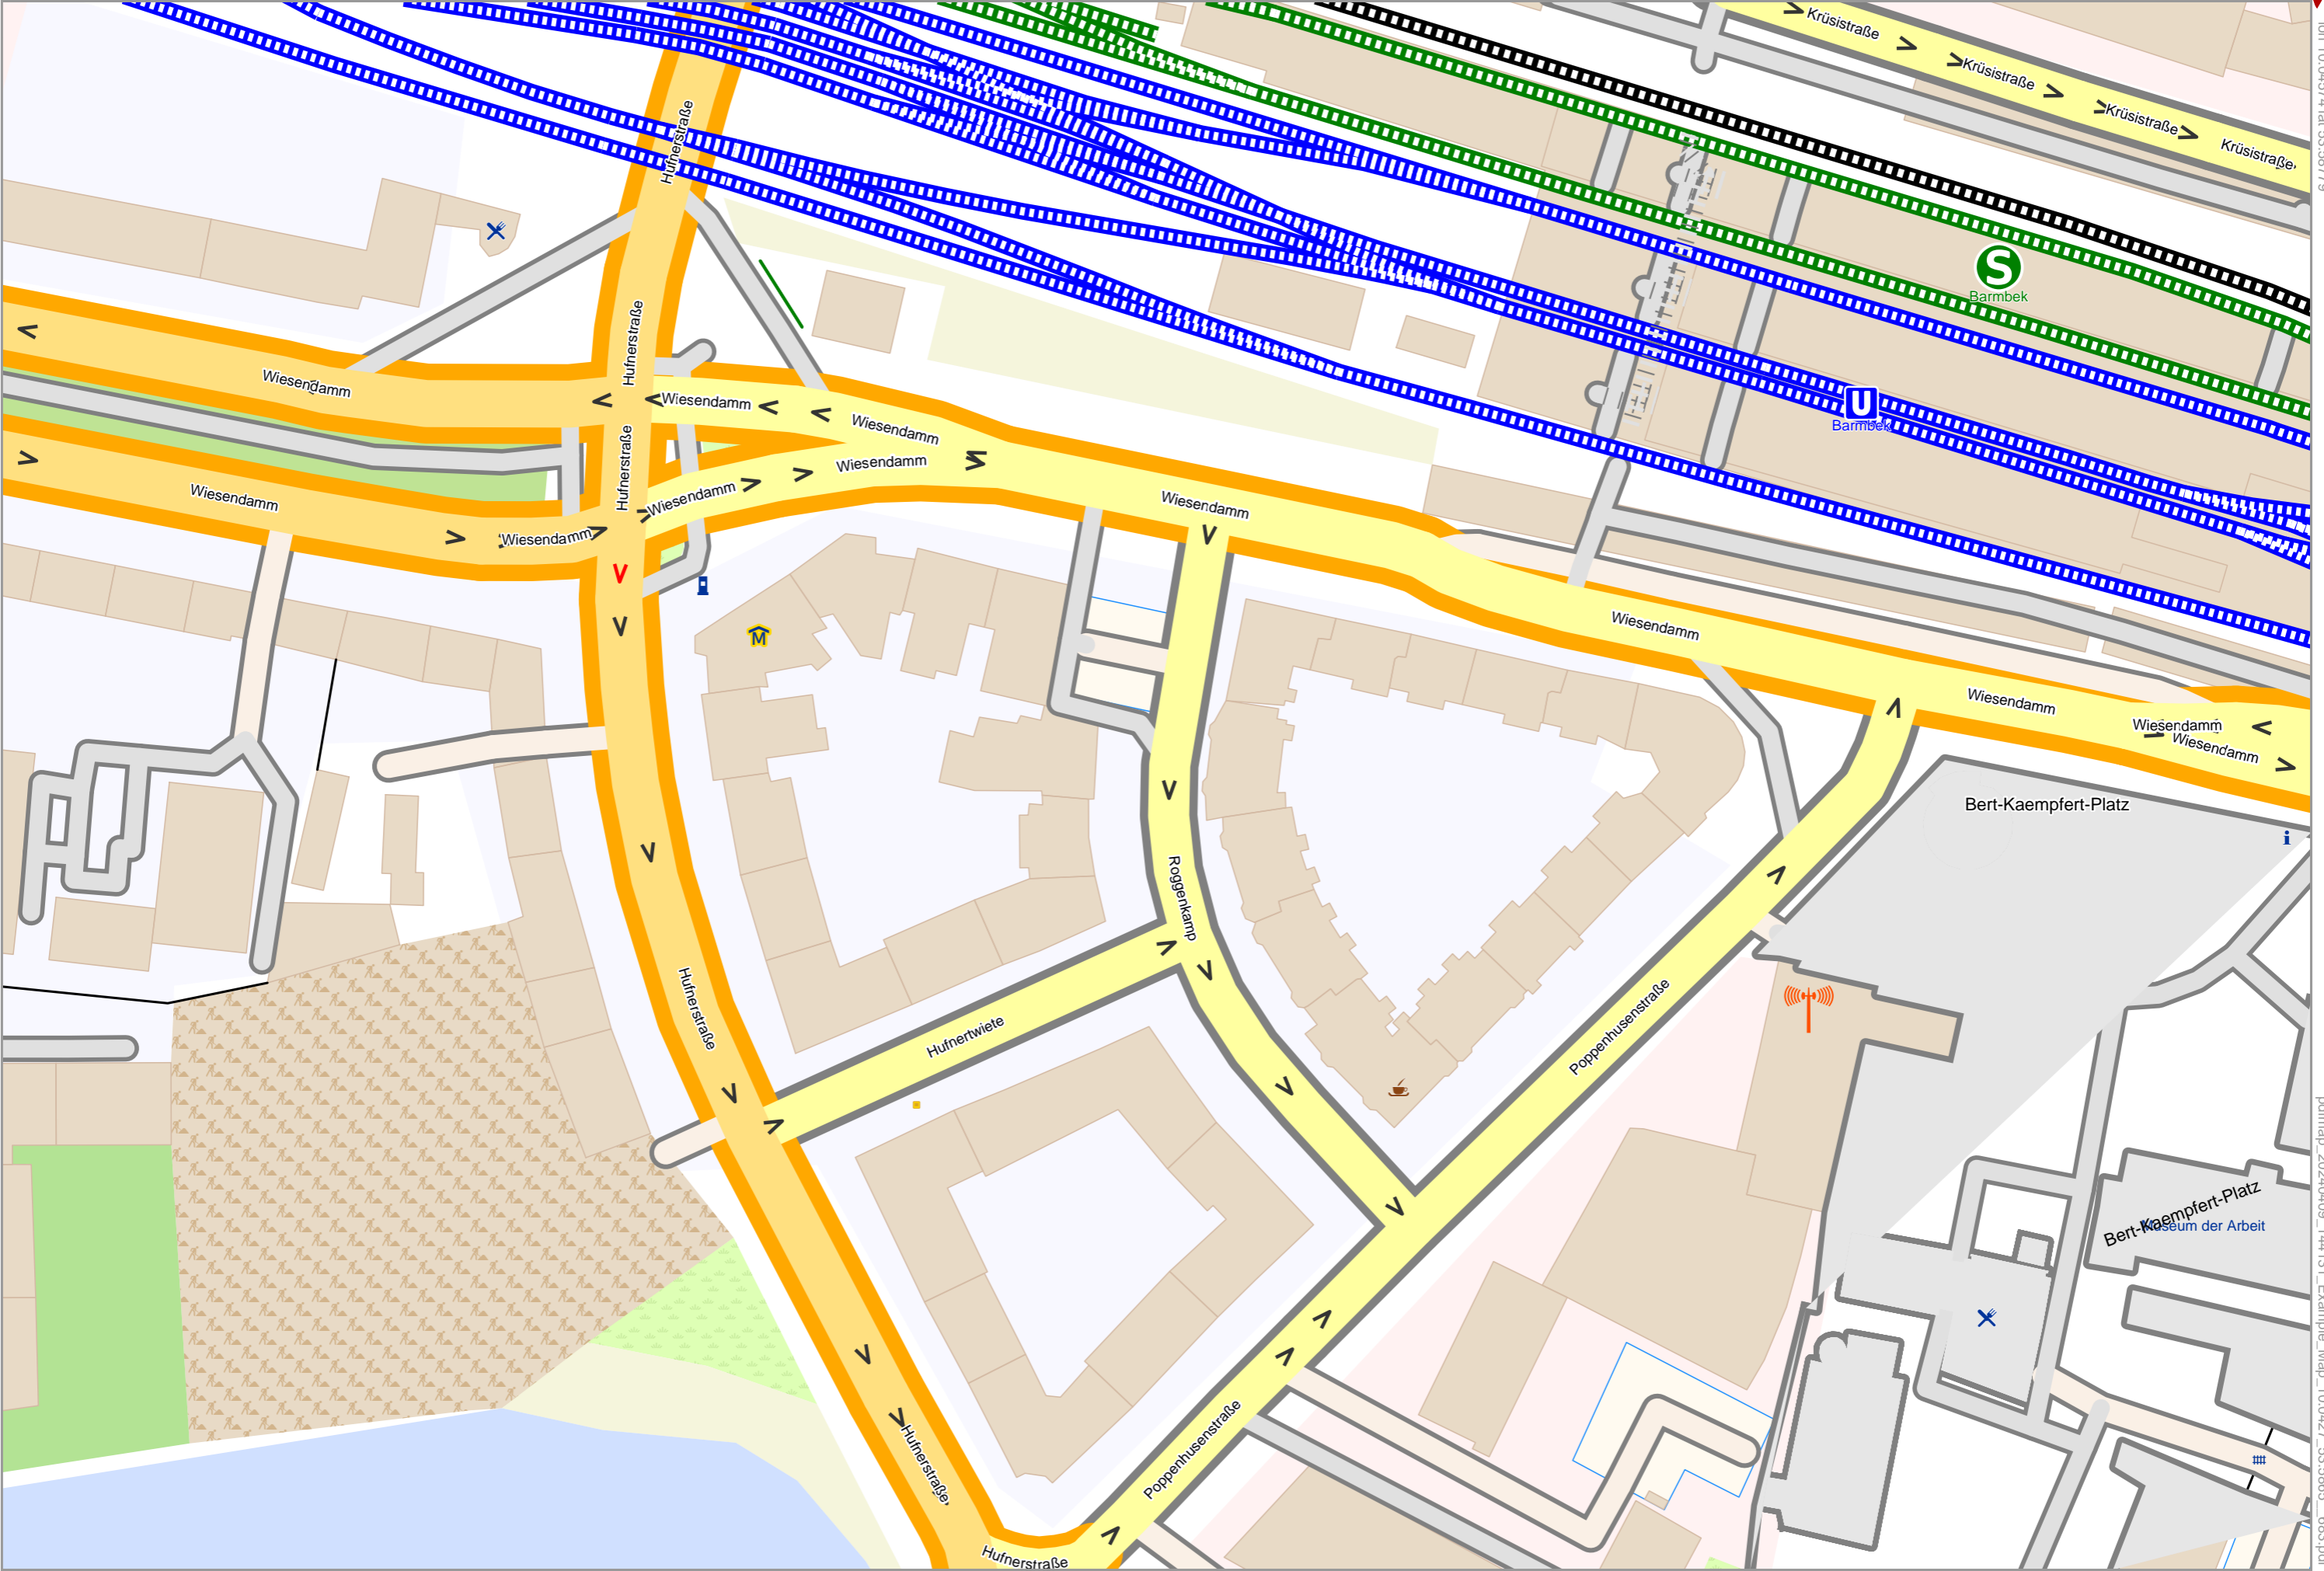 Krüsistraße
Krüsistraße
Krüsistraße
Krüsistraße
Hufnerstraße
S
Barmbek
Hufnerstraße
Wiesendamm
Wiesendamm
U
Barmbek
Wiesendamm
Hufnerstraße
Wiesendamm
Wiesendamm
Wiesendamm
Wiesendamm
Wiesendamm
Wiesendamm
M
Wiesendamm
Wiesendamm
Wiesendamm
Bert-Kaempfert-Platz
i
Roggenkamp
Hufnerstraße
Hufnertwiete
Poppenhusenstraße
Bert-Kaempfert-Platz
Museum der Arbeit
Poppenhusenstraße
Hufnerstraße
Hufnerstraße